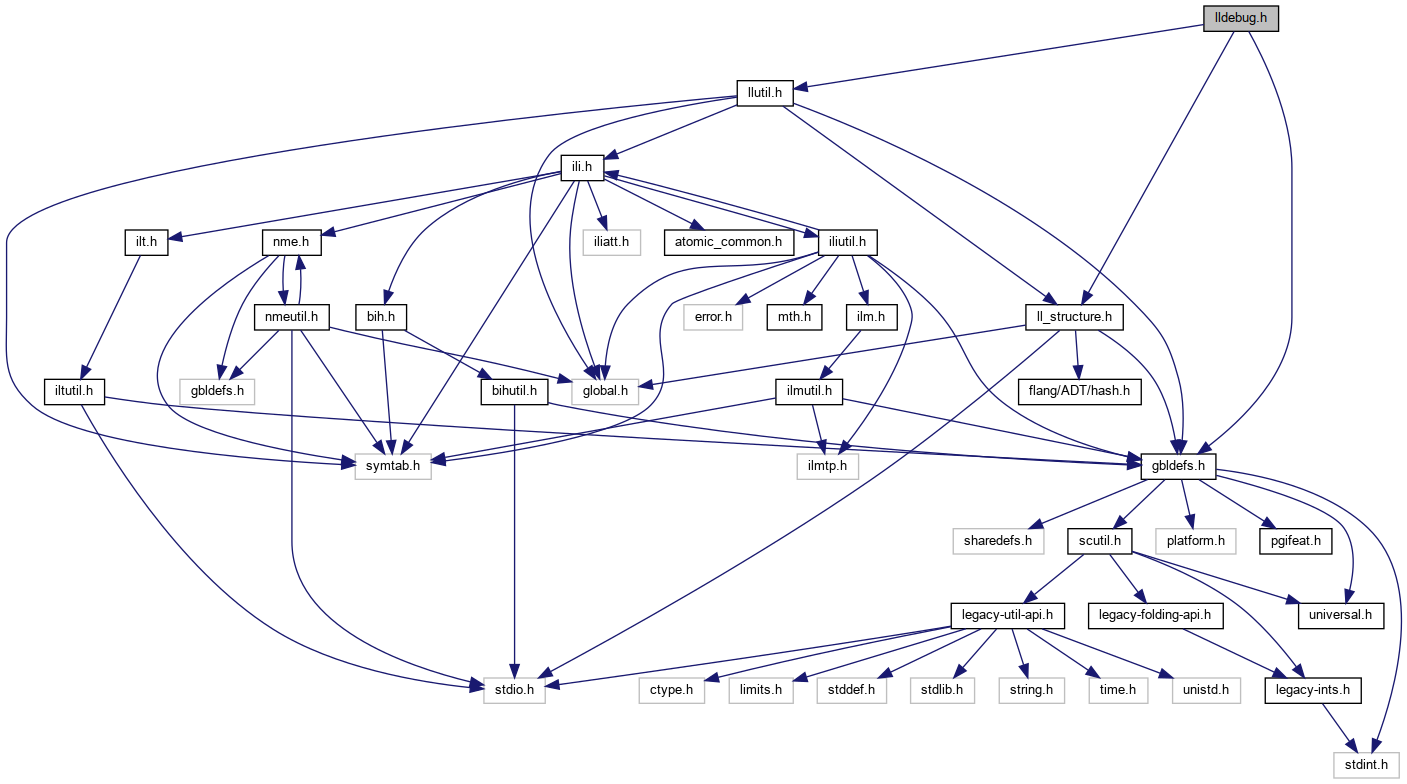 lldebug.h
llutil.h
ili.h
ilt.h
nme.h
iliatt.h
atomic_common.h
iliutil.h
nmeutil.h
bih.h
error.h
mth.h
ilm.h
ll_structure.h
iltutil.h
gbldefs.h
bihutil.h
global.h
ilmutil.h
flang/ADT/hash.h
symtab.h
ilmtp.h
gbldefs.h
sharedefs.h
scutil.h
platform.h
pgifeat.h
legacy-util-api.h
legacy-folding-api.h
universal.h
stdio.h
ctype.h
limits.h
stddef.h
stdlib.h
string.h
time.h
unistd.h
legacy-ints.h
stdint.h